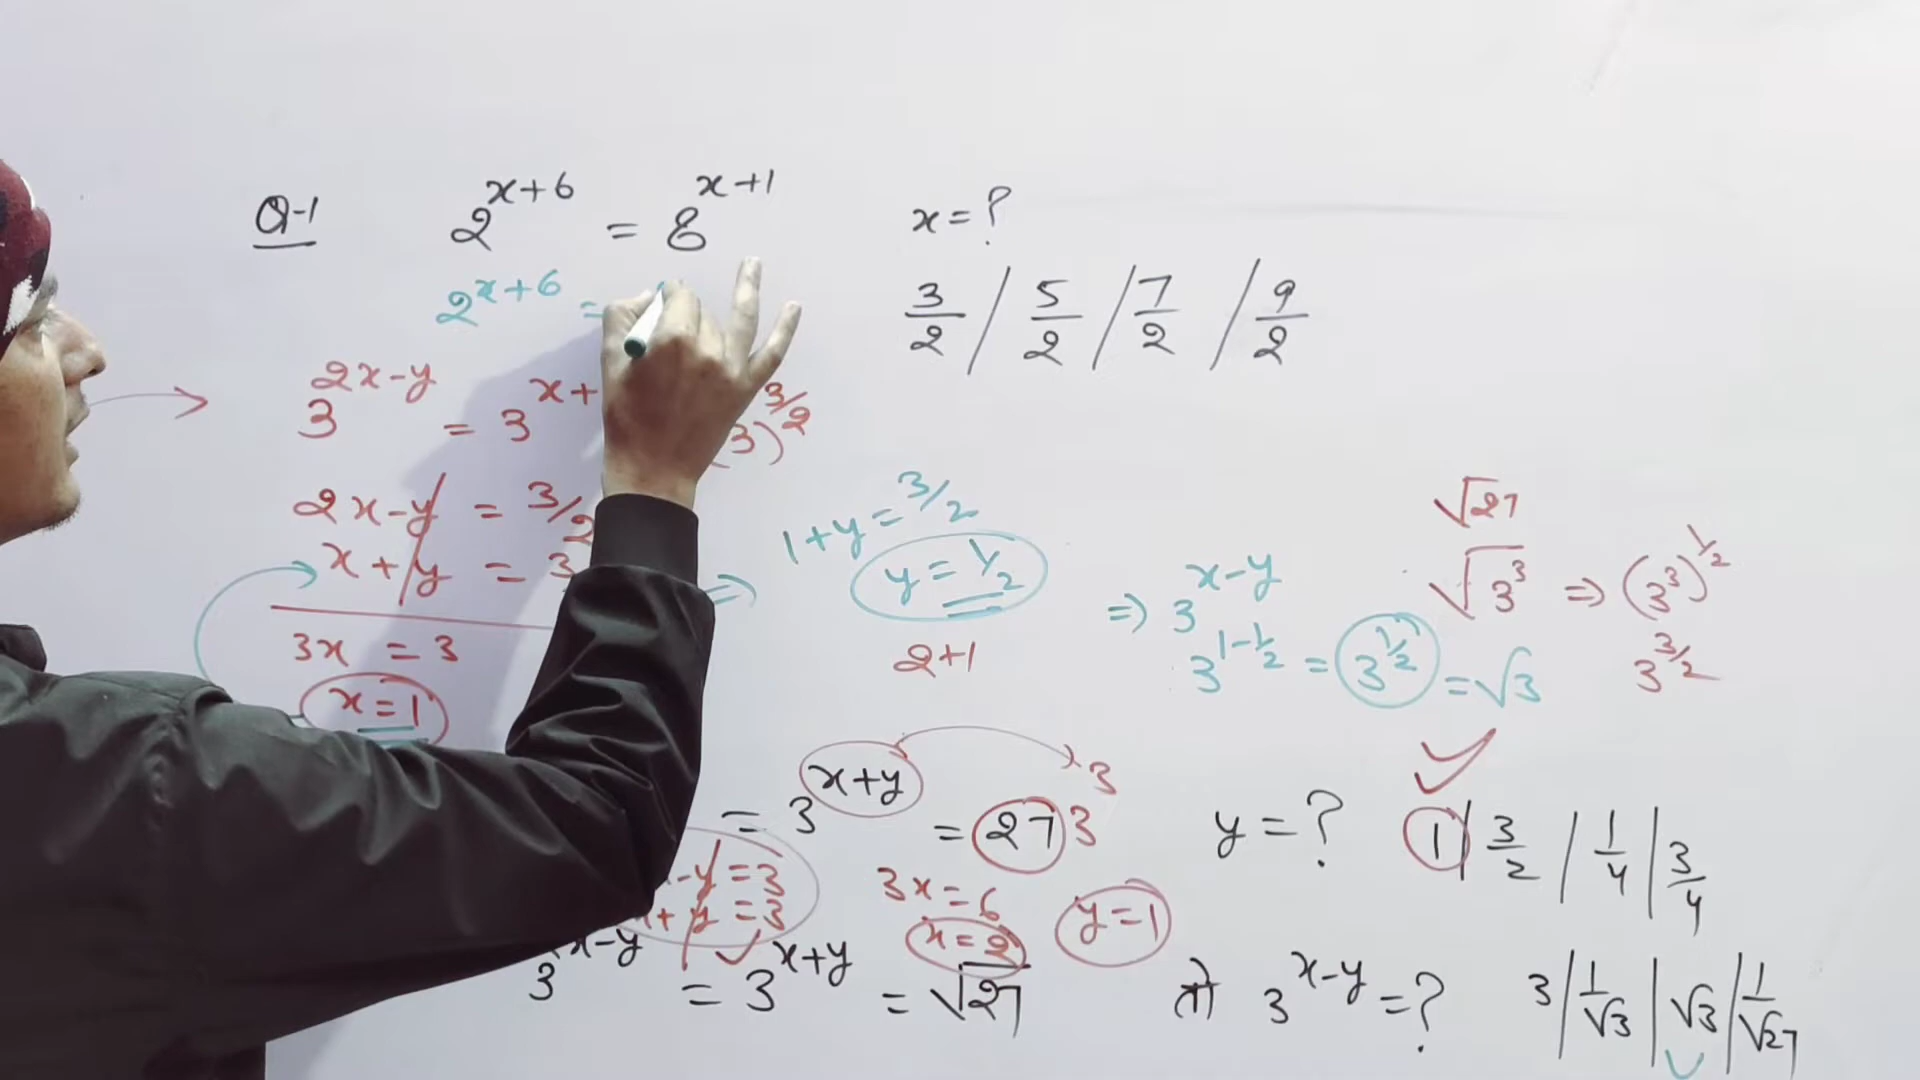 Q-1 2^{x+6} = 8^{x+1} x = ?
2^{x+6} =
3/2 / 5/2 / 7/2 / 9/2
3^{2x-y} = 3^{x+ 3)^{3/2}
2x-y = 3/2
x+y = 3
3x = 3
x = 1
⇒ 1+y = 3/2
y = 1/2
2+1
⇒ 3^{x-y}
3^{1-1/2} = 3^{1/2} = √3
√27
√3^3 ⇒ (3^3)^{1/2}
3^{3/2}
= 3^{x+y} = 27 3^3 y = ? 1 / 3/2 / 1/4 / 3/4
-y = 3
x+y = 3
3x = 6
x = 2
y = 1
3^{x-y} = 3^{x+y} = √27 तो 3^{x-y} = ? 3 / 1/√3 / √3 / 1/√27